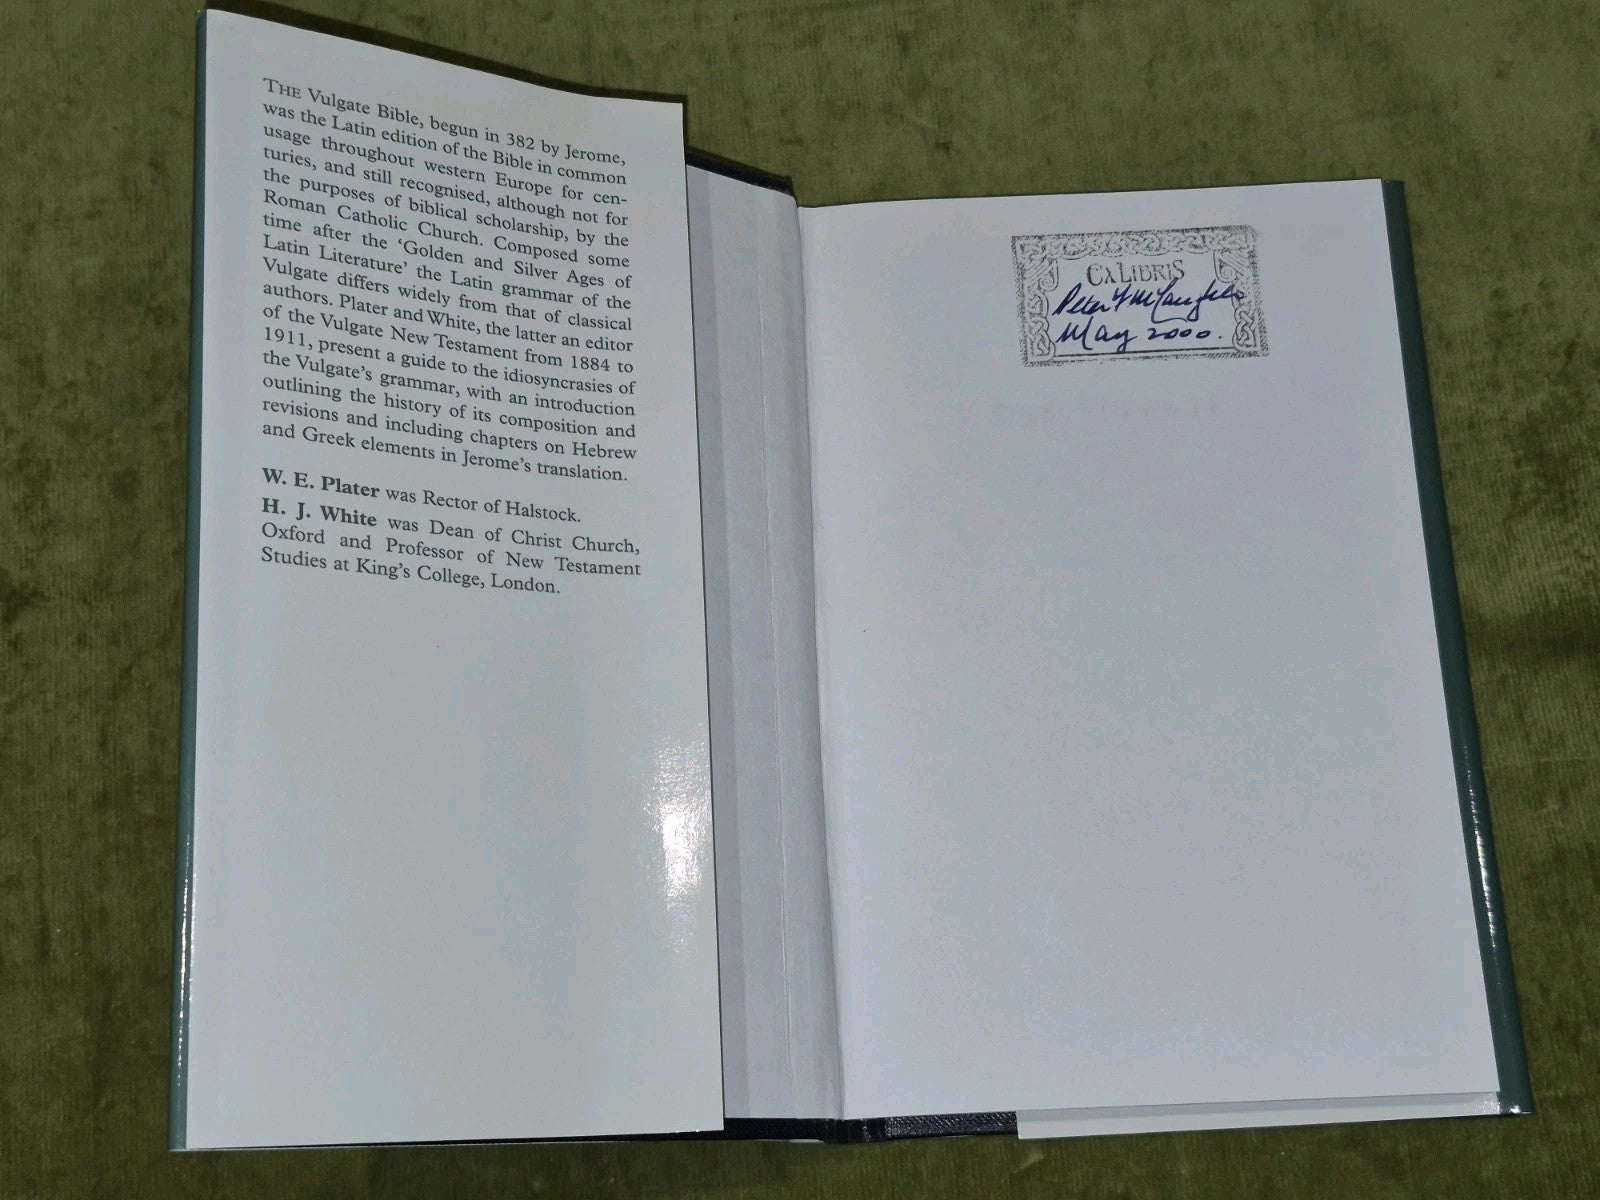 THE Vulgate Bible, begun in 382 by Jerome,
was the Latin edition of the Bible in common
usage throughout western Europe for cen-
turies, and still recognised, although not for
the purposes of biblical scholarship, by the
Roman Catholic Church. Composed some
time after the ‘Golden and Silver Ages of
Latin Literature’ the Latin grammar of the
Vulgate differs widely from that of classical
authors. Plater and White, the latter an editor
of the Vulgate New Testament from 1884 to
1911, present a guide to the idiosyncrasies of
the Vulgate’s grammar, with an introduction
outlining the history of its composition and
revisions and including chapters on Hebrew
and Greek elements in Jerome’s translation.
W. E. Plater was Rector of Halstock.
H. J. White was Dean of Christ Church,
Oxford and Professor of New Testament
Studies at King’s College, London.
EX LIBRIS
Peter
May 2000.